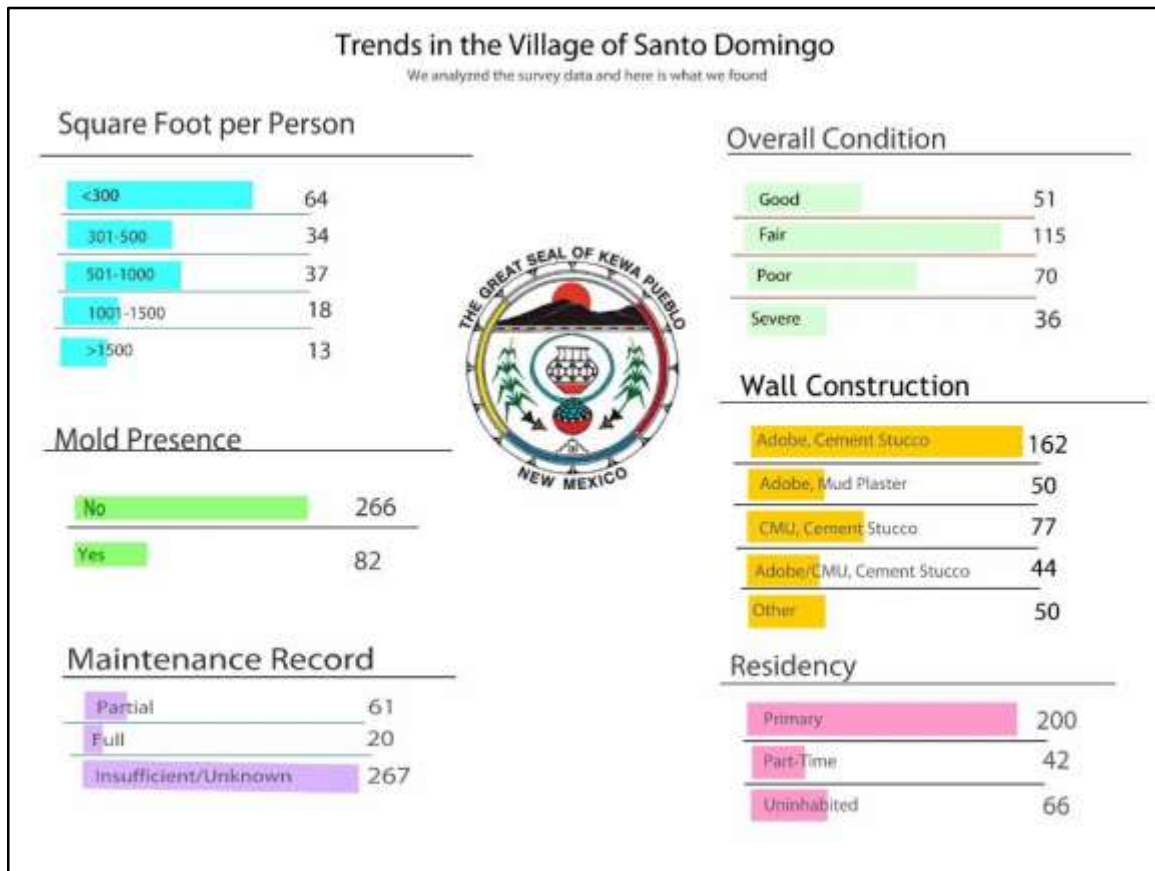 Trends in the Village of Santo Domingo
We analyzed the survey data and here is what we found
Square Foot per Person
<300 64
301-500 34
501-1000 37
1001-1500 18
>1500 13
Mold Presence
No 266
Yes 82
Maintenance Record
Partial 61
Full 20
Insufficient/Unknown 267
THE GREAT SEAL OF KEWA PUEBLO
NEW MEXICO
Overall Condition
Good 51
Fair 115
Poor 70
Severe 36
Wall Construction
Adobe, Cement Stucco 162
Adobe, Mud Plaster 50
CMU, Cement Stucco 77
Adobe/CMU, Cement Stucco 44
Other 50
Residency
Primary 200
Part-Time 42
Uninhabited 66